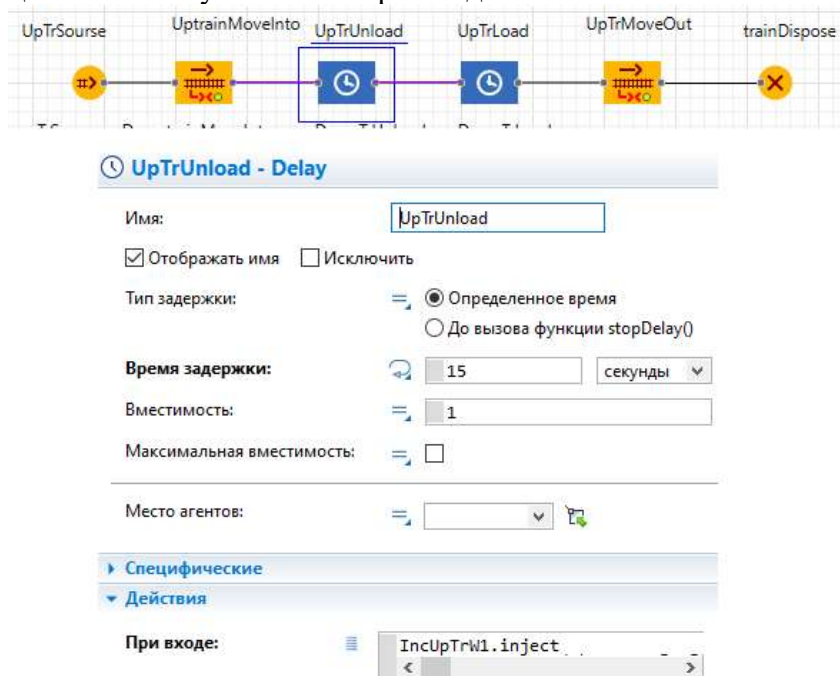 UpTrSourse UptrainMoveInto UpTrUnload UpTrLoad UpTrMoveOut trainDispose
UpTrUnload - Delay
Имя: UpTrUnload
Отображать имя Исключить
Тип задержки: Определенное время
До вызова функции stopDelay()
Время задержки: 15 секунды
Вместимость: 1
Максимальная вместимость:
Место агентов:
Специфические
Действия
При входе: IncUpTrW1.inject